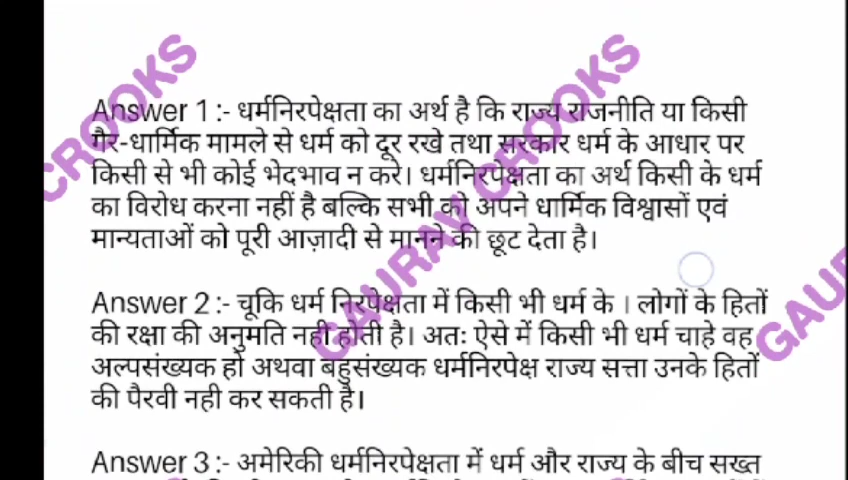 Answer 1 :- धर्मनिरपेक्षता का अर्थ है कि राज्य राजनीति या किसी
गैर-धार्मिक मामले से धर्म को दूर रखे तथा सरकार धर्म के आधार पर
किसी से भी कोई भेदभाव न करे। धर्मनिरपेक्षता का अर्थ किसी के धर्म
का विरोध करना नहीं है बल्कि सभी को अपने धार्मिक विश्वासों एवं
मान्यताओं को पूरी आज़ादी से मानने की छूट देता है।
Answer 2 :- चूकि धर्म निरपेक्षता में किसी भी धर्म के । लोगों के हितों
की रक्षा की अनुमति नही होती है। अतः ऐसे में किसी भी धर्म चाहे वह
अल्पसंख्यक हो अथवा बहुसंख्यक धर्मनिरपेक्ष राज्य सत्ता उनके हितों
की पैरवी नही कर सकती है।
Answer 3 :- अमेरिकी धर्मनिरपेक्षता में धर्म और राज्य के बीच सख्त
CROOKS
GAURAV CROOKS
GAUR